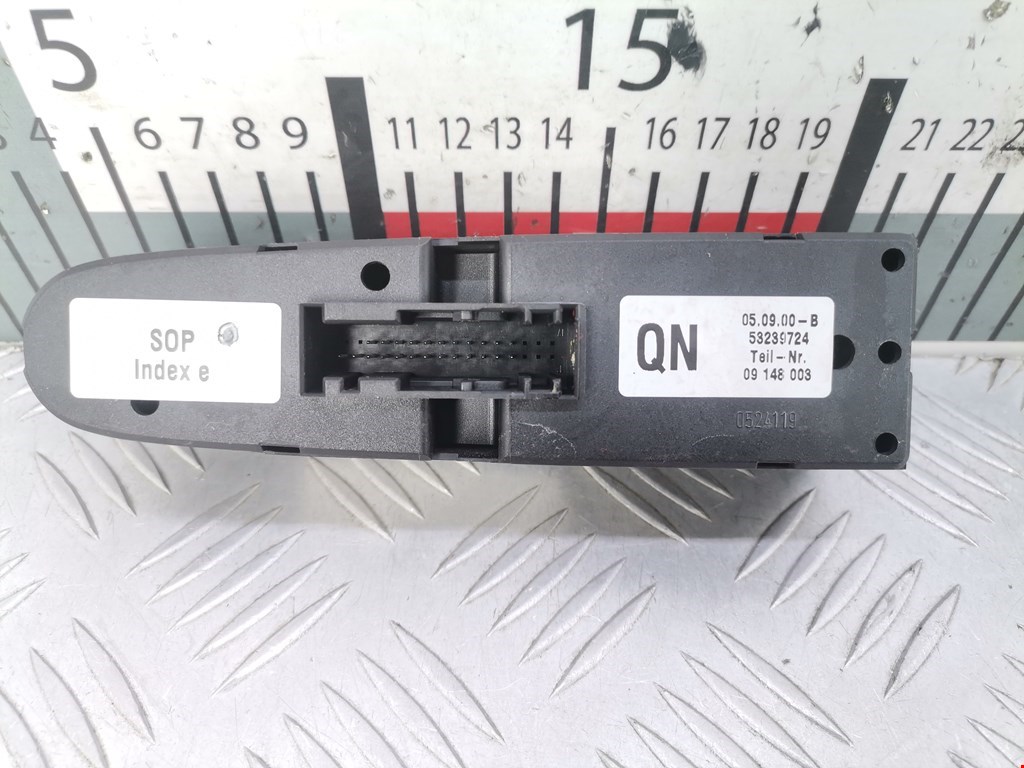 5 15
4 6 7 8 9 11 12 13 14 16 17 18 19 21 22
SOP
Index e
QN
05.09.00-B
53239724
Teil-Nr.
09 148 003
0524119